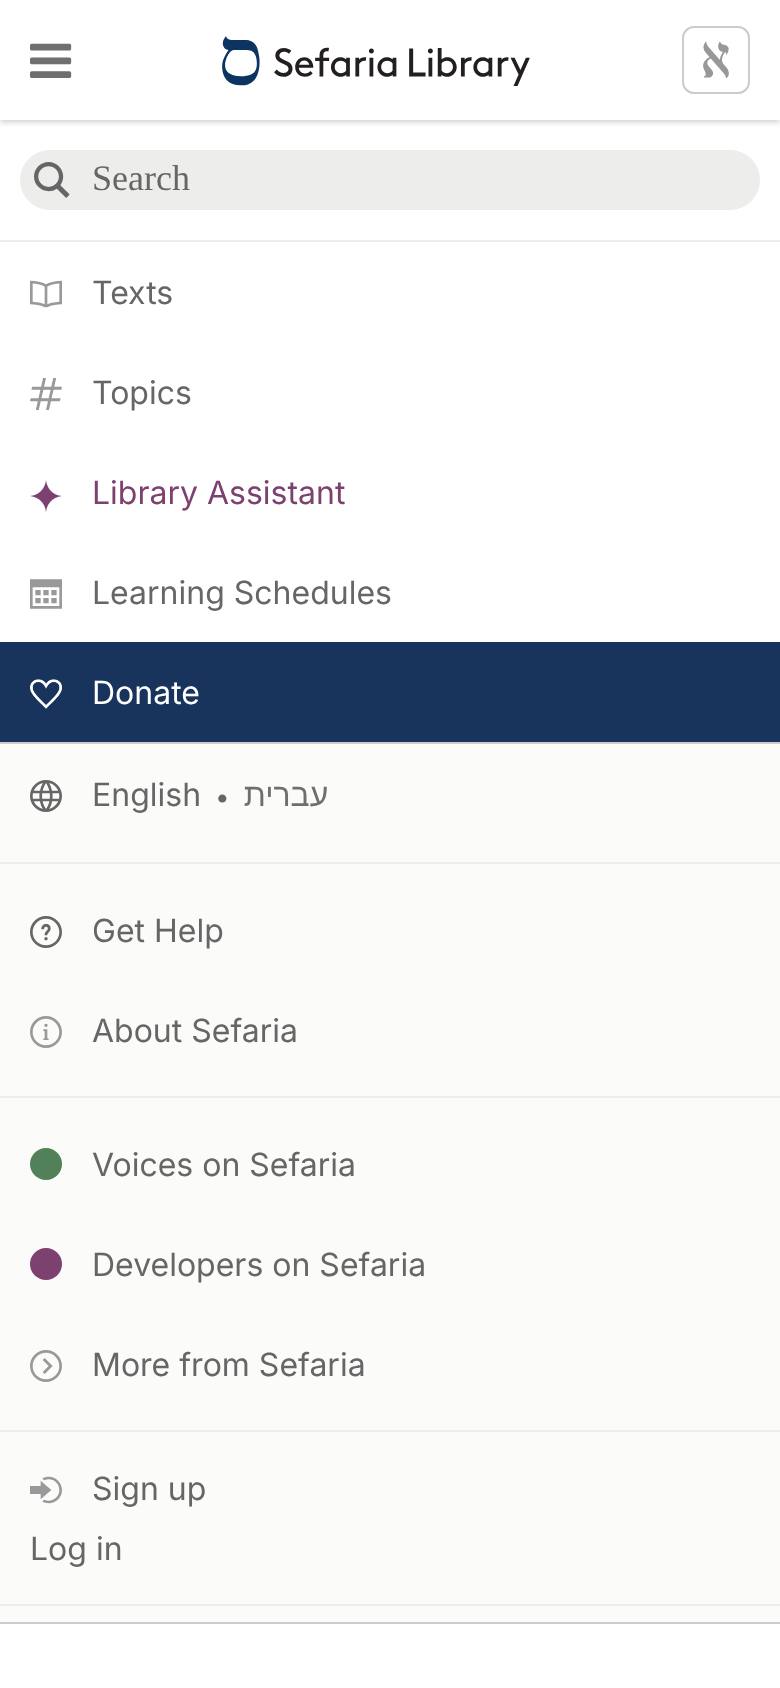 Sefaria Library
א
Search
Texts
Topics
Library Assistant
Learning Schedules
Donate
English • עברית
Get Help
About Sefaria
Voices on Sefaria
Developers on Sefaria
More from Sefaria
Sign up
Log in